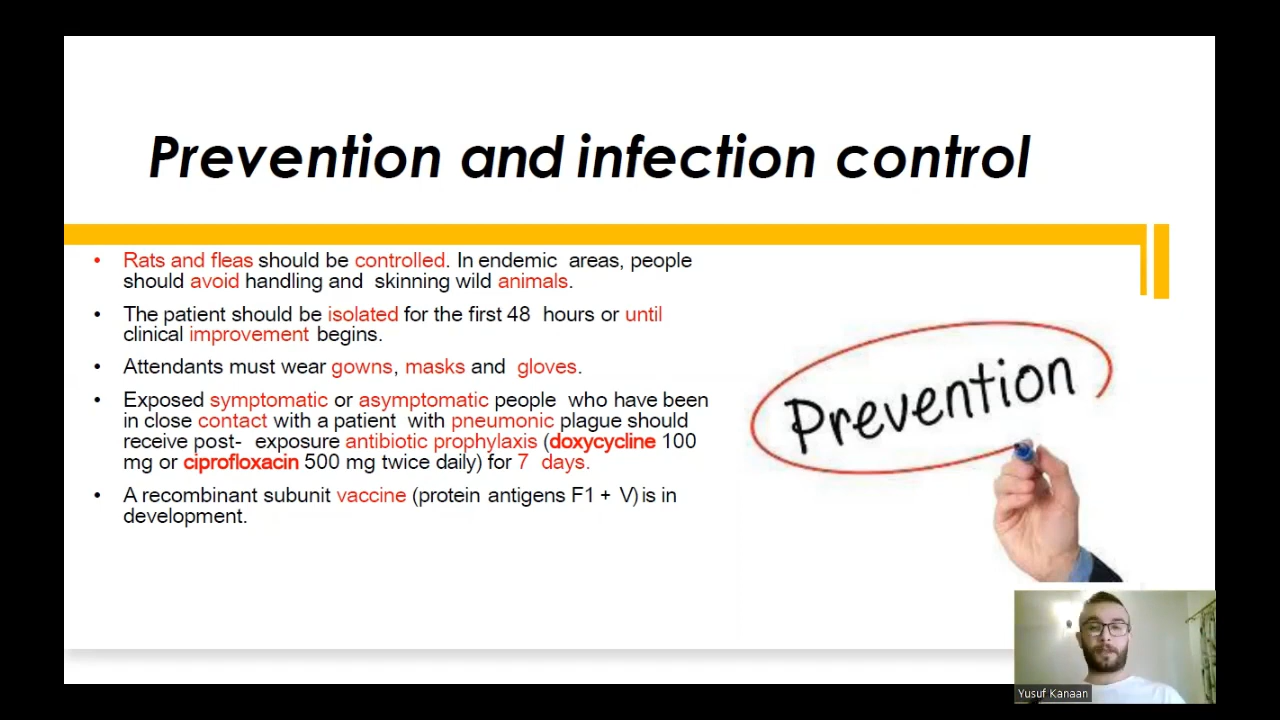 Prevention and infection control
• Rats and fleas should be controlled. In endemic areas, people
should avoid handling and skinning wild animals.
• The patient should be isolated for the first 48 hours or until
clinical improvement begins.
• Attendants must wear gowns, masks and gloves.
• Exposed symptomatic or asymptomatic people who have been
in close contact with a patient with pneumonic plague should
receive post- exposure antibiotic prophylaxis (doxycycline 100
mg or ciprofloxacin 500 mg twice daily) for 7 days.
• A recombinant subunit vaccine (protein antigens F1 + V) is in
development.
Prevention
Yusuf Kanaan